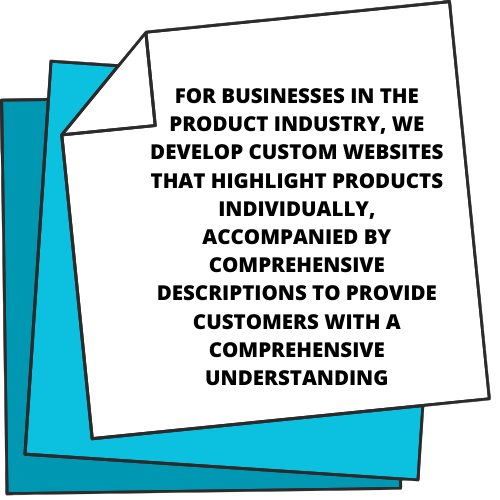 FOR BUSINESSES IN THE
PRODUCT INDUSTRY, WE
DEVELOP CUSTOM WEBSITES
THAT HIGHLIGHT PRODUCTS
INDIVIDUALLY,
ACCOMPANIED BY
COMPREHENSIVE
DESCRIPTIONS TO PROVIDE
CUSTOMERS WITH A
COMPREHENSIVE
UNDERSTANDING